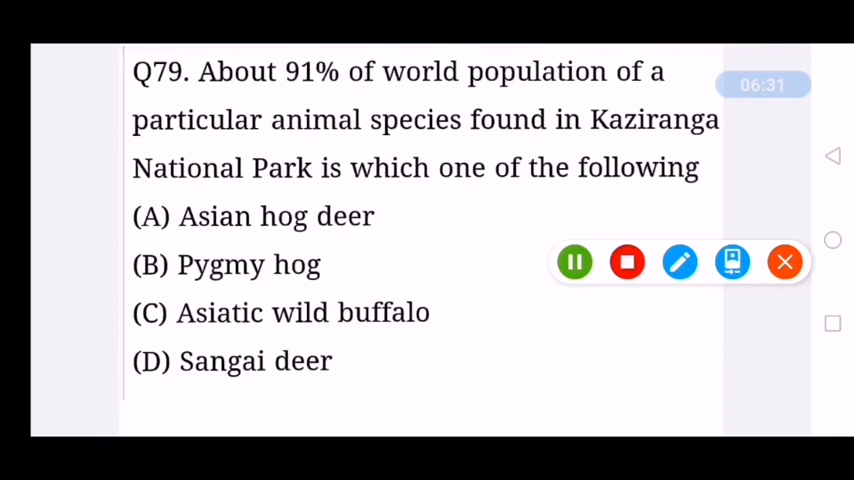 Q79. About 91% of world population of a
06:31
particular animal species found in Kaziranga
National Park is which one of the following
(A) Asian hog deer
(B) Pygmy hog
(C) Asiatic wild buffalo
(D) Sangai deer